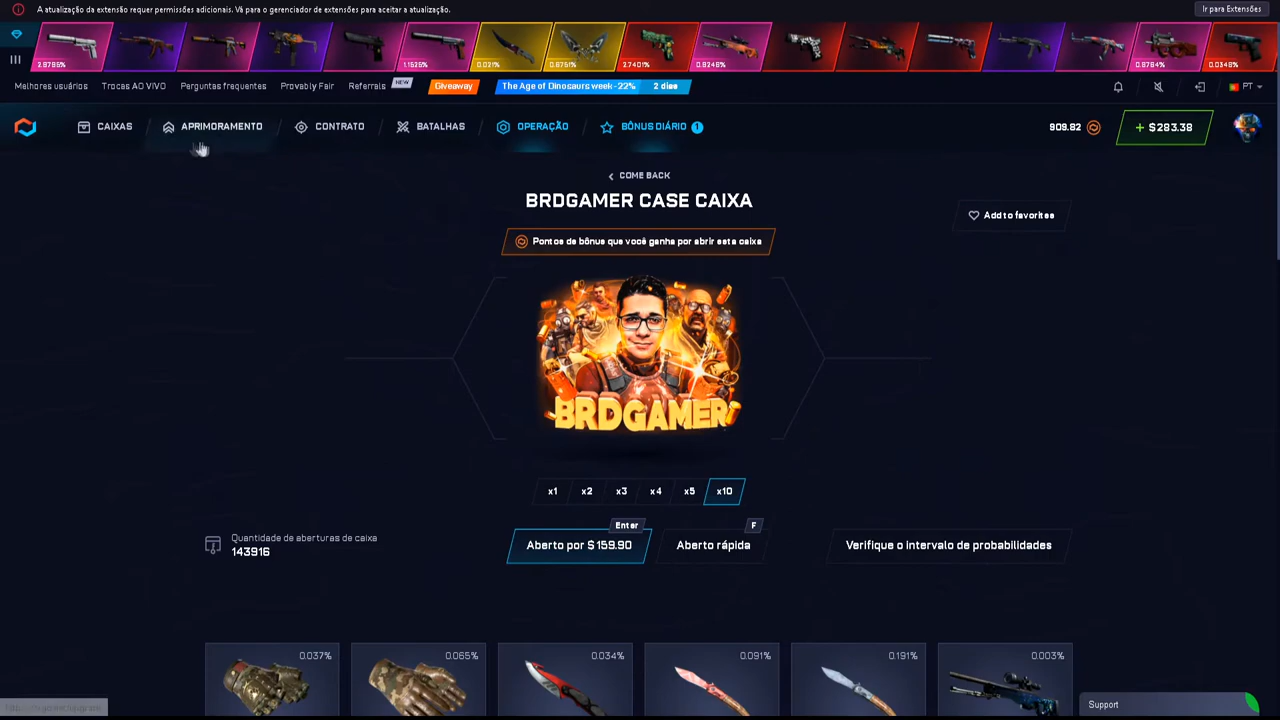 A atualização da extensão requer permissões adicionais. Vá para o gerenciador de extensões para aceitar a atualização.
Ir para Extensões
2.8795%
1.1525%
0.021%
0.8751%
2.7401%
0.8246%
0.8764%
0.0348%
Melhores usuários
Trocas AO VIVO
Perguntas frequentes
Provably Fair
Referrals
NEW
Giveaway
The Age of Dinosaurs week -22%
2 dias
PT
CAIXAS
APRIMORAMENTO
CONTRATO
BATALHAS
OPERAÇÃO
BÔNUS DIÁRIO
1
909.82
+ $283.38
COME BACK
BRDGAMER CASE CAIXA
Add to favorites
Pontos de bônus que você ganha por abrir esta caixa
BRDGAMER
x1
x2
x3
x4
x5
x10
Enter
F
Quantidade de aberturas de caixa
143916
Aberto por $ 159.90
Aberto rápida
Verifique o intervalo de probabilidades
0.037%
0.065%
0.034%
0.091%
0.191%
0.003%
Support